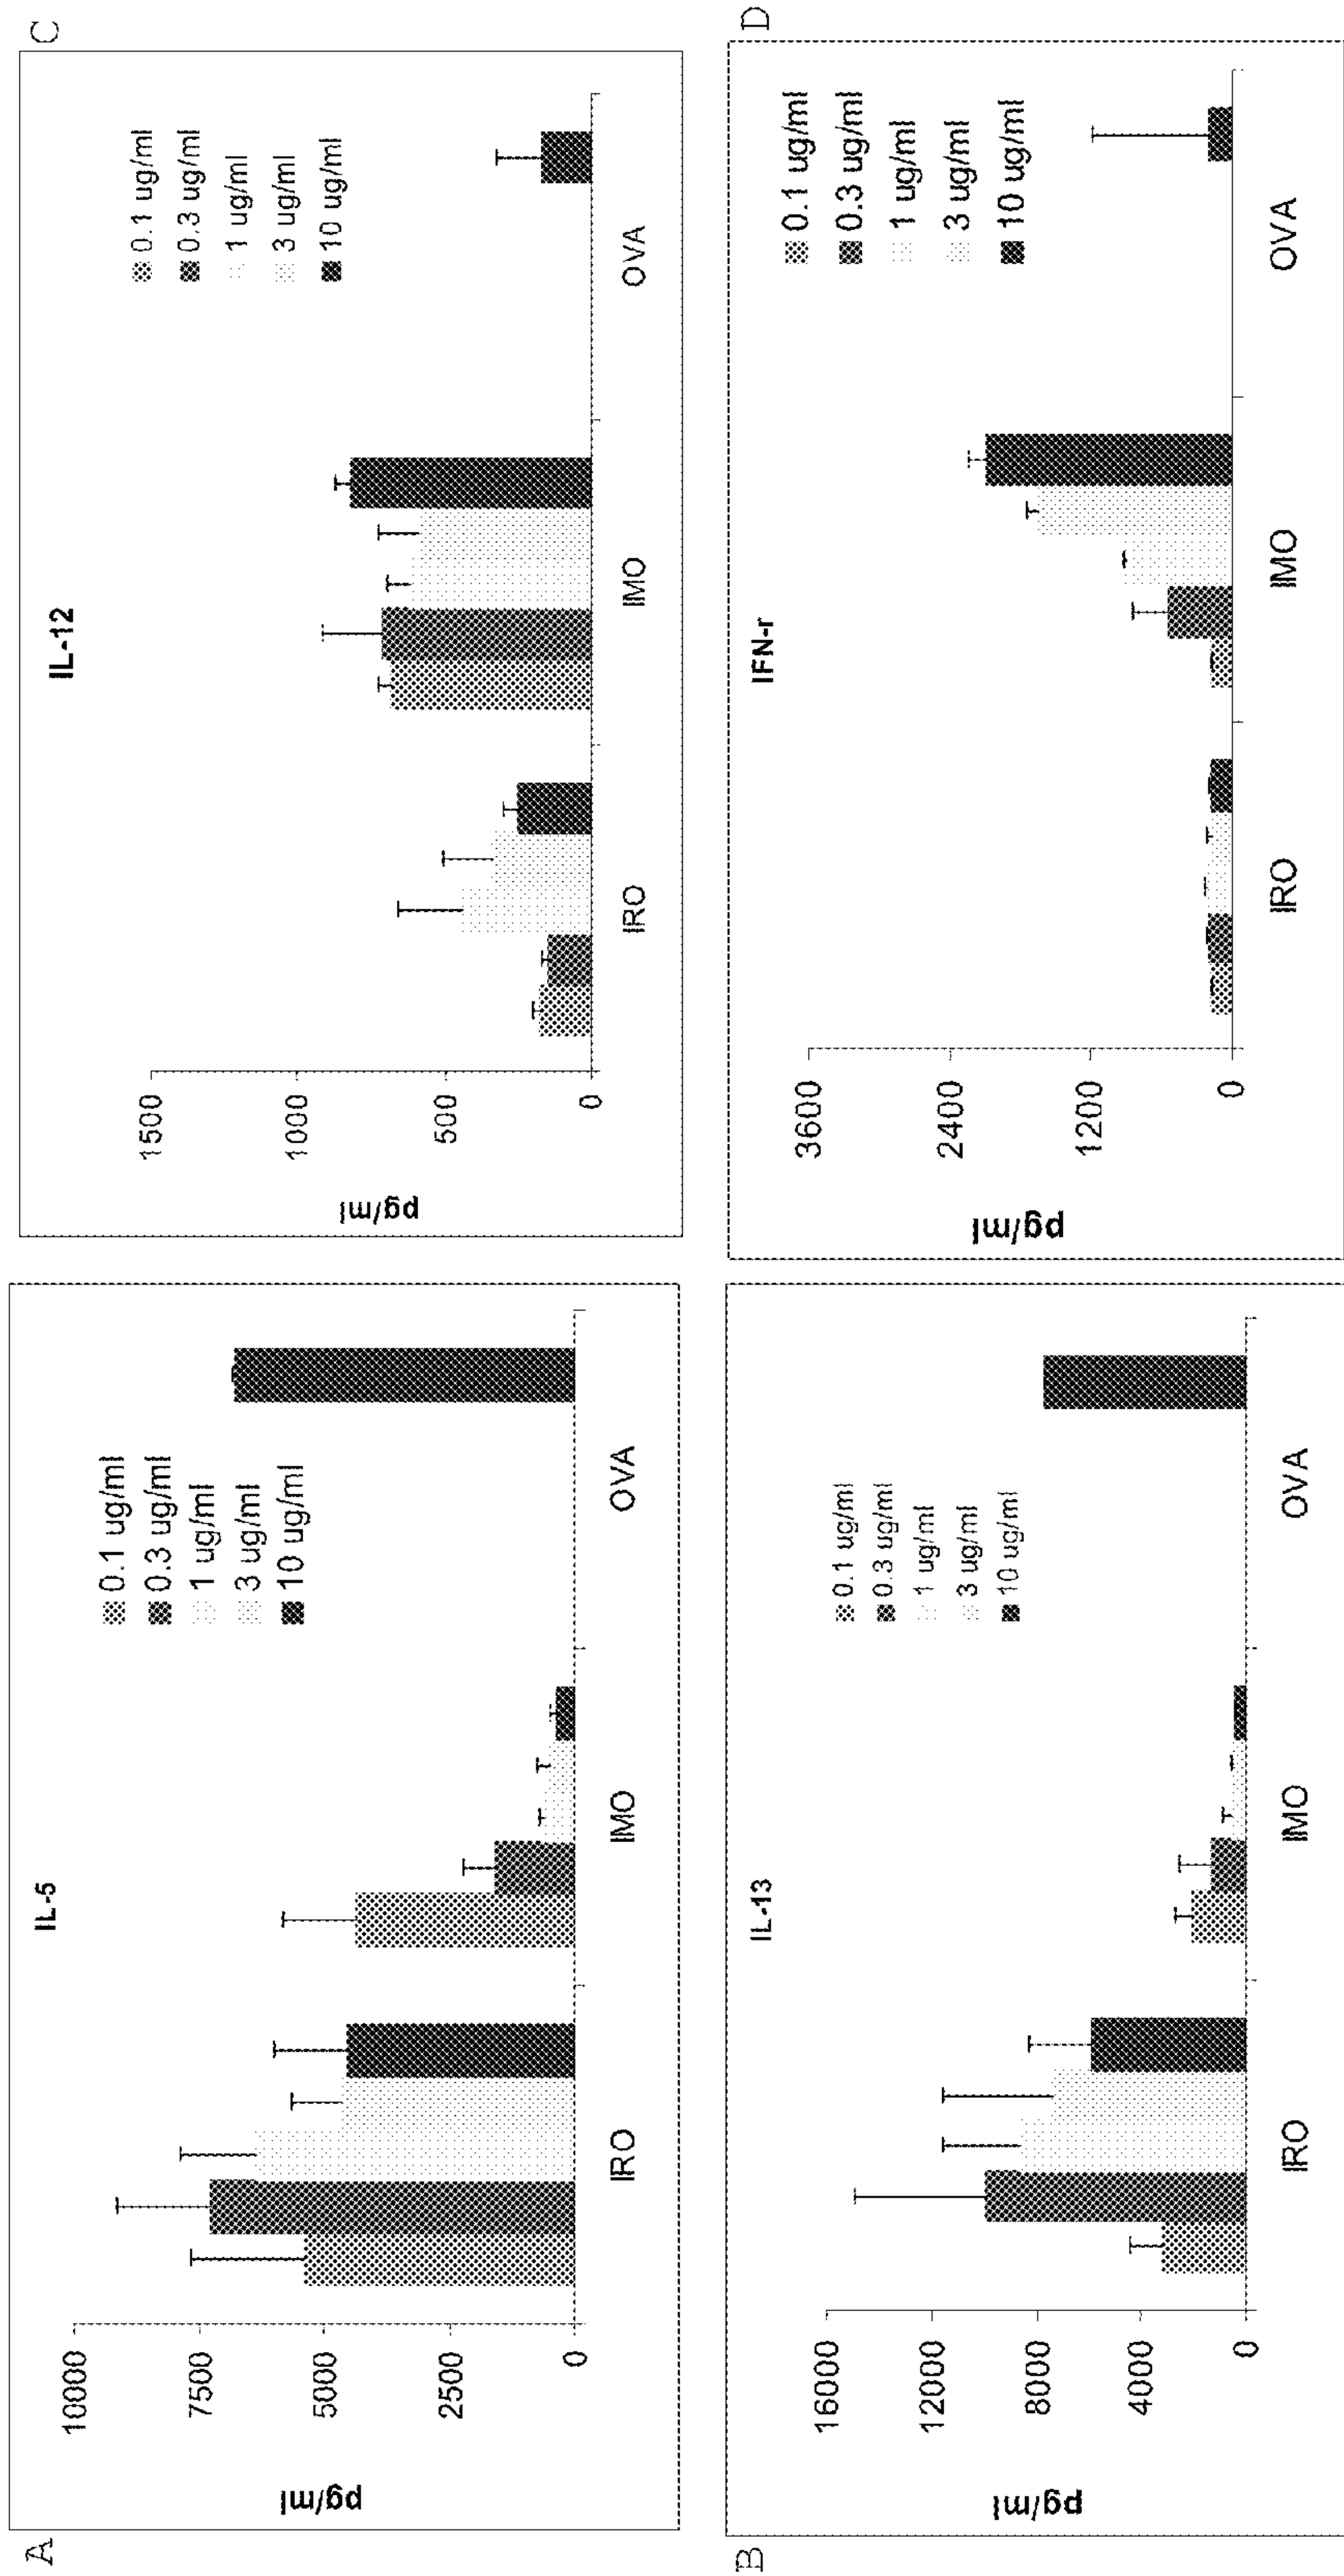 A
IL-5
pg/ml
10000
7500
5000
2500
0
IRO
IMO
OVA
0.1 ug/ml
0.3 ug/ml
1 ug/ml
3 ug/ml
10 ug/ml
C
IL-12
pg/ml
1500
1000
500
0
IRO
IMO
OVA
0.1 ug/ml
0.3 ug/ml
1 ug/ml
3 ug/ml
10 ug/ml
B
IL-13
pg/ml
16000
12000
8000
4000
0
IRO
IMO
OVA
0.1 ug/ml
0.3 ug/ml
1 ug/ml
3 ug/ml
10 ug/ml
D
IFN-r
pg/ml
3600
2400
1200
0
IRO
IMO
OVA
0.1 ug/ml
0.3 ug/ml
1 ug/ml
3 ug/ml
10 ug/ml